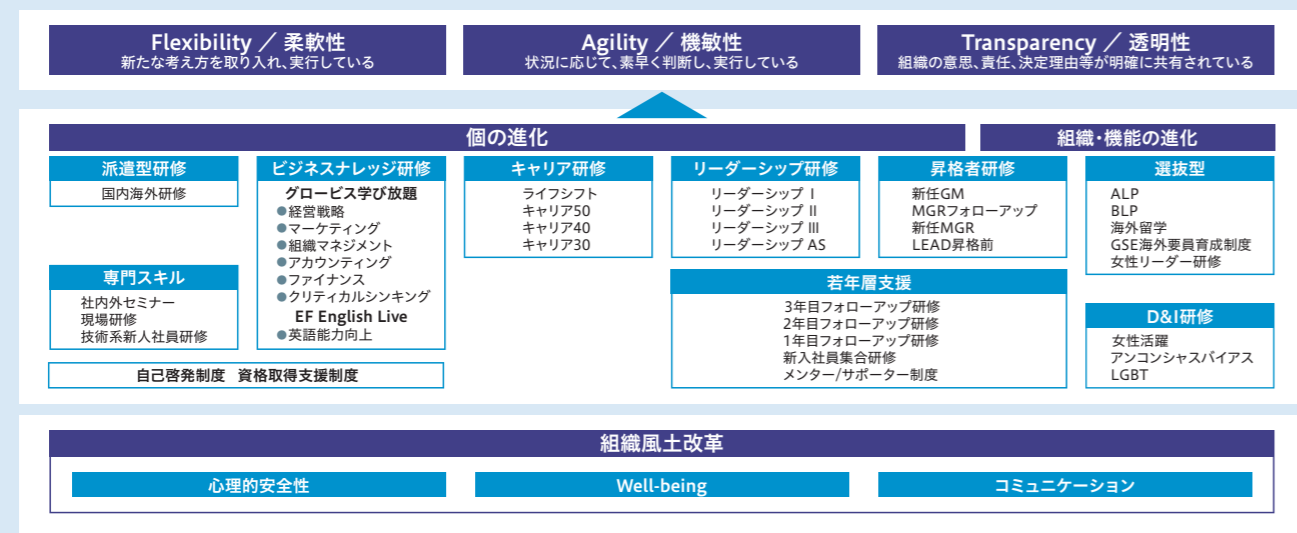 Flexibility ／ 柔軟性
新たな考え方を取り入れ、実行している
Agility ／ 機敏性
状況に応じて、素早く判断し、実行している
Transparency ／ 透明性
組織の意思、責任、決定理由等が明確に共有されている
個の進化
組織・機能の進化
派遣型研修
国内海外研修
専門スキル
社内外セミナー
現場研修
技術系新人社員研修
ビジネスナレッジ研修
グロービス学び放題
●経営戦略
●マーケティング
●組織マネジメント
●アカウンティング
●ファイナンス
●クリティカルシンキング
EF English Live
●英語能力向上
自己啓発制度 資格取得支援制度
キャリア研修
ライフシフト
キャリア50
キャリア40
キャリア30
リーダーシップ研修
リーダーシップ Ⅰ
リーダーシップ Ⅱ
リーダーシップ Ⅲ
リーダーシップ AS
昇格者研修
新任GM
MGRフォローアップ
新任MGR
LEAD昇格前
若年層支援
3年目フォローアップ研修
2年目フォローアップ研修
1年目フォローアップ研修
新入社員集合研修
メンター/サポーター制度
選抜型
ALP
BLP
海外留学
GSE海外要員育成制度
女性リーダー研修
D&I研修
女性活躍
アンコンシャスバイアス
LGBT
組織風土改革
心理的安全性
Well-being
コミュニケーション